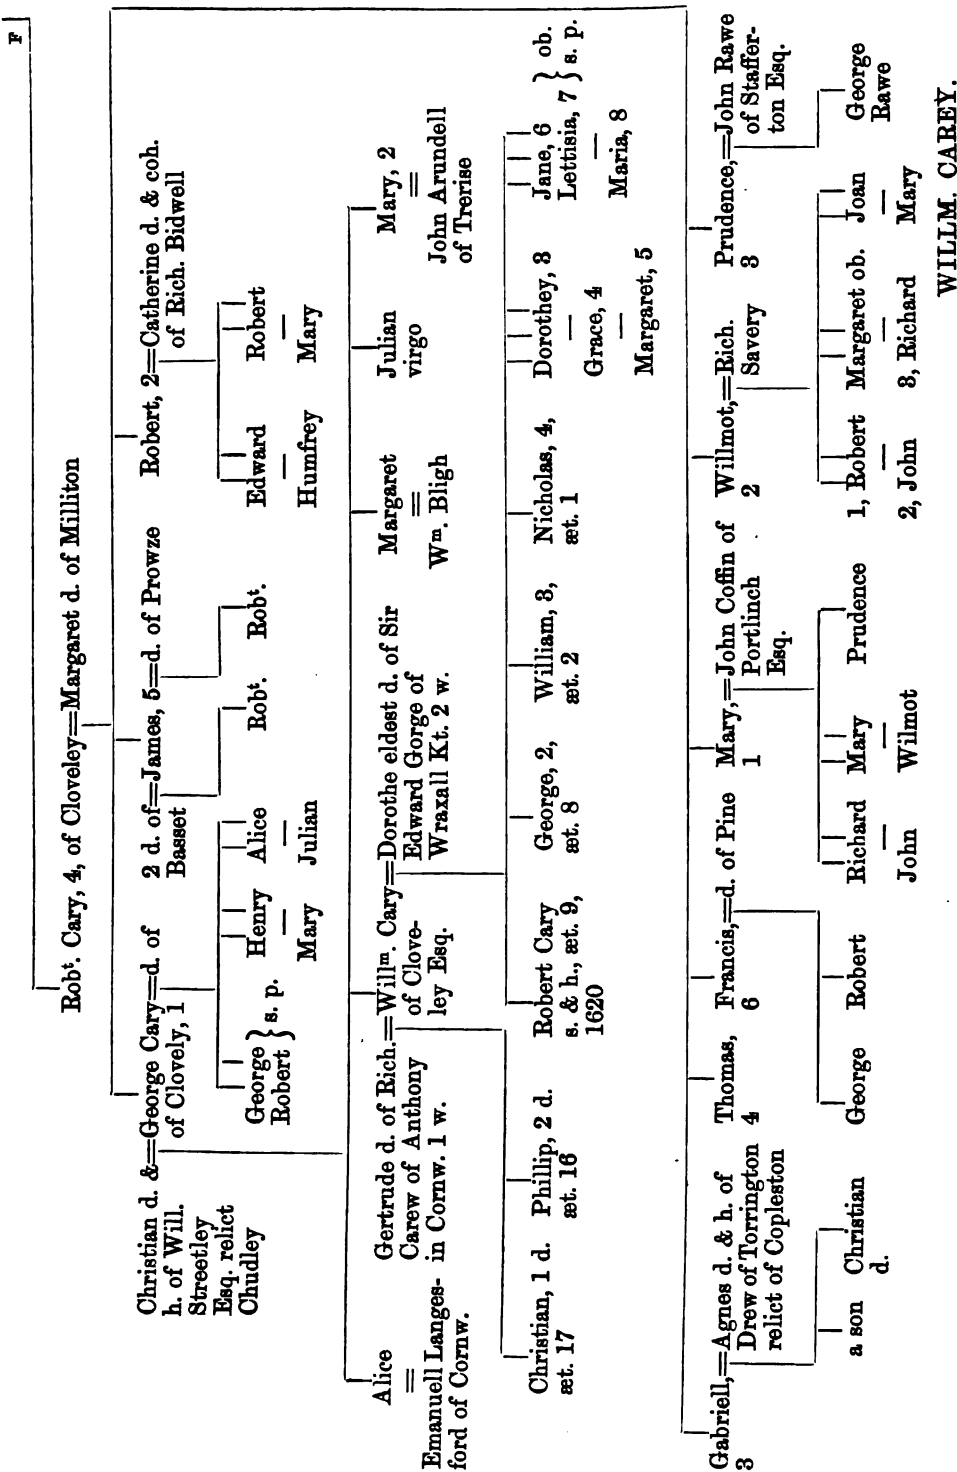 F
Robᵗ. Cary, 4, of Cloveley=Margaret d. of Milliton
Christian d. &=George Cary=d. of
h. of Will.
Streetley
Esq. relict
Chudley
of Clovely, 1
2 d. of=James, 5=d. of Prowze
Basset
Robert, 2=Catherine d. & coh.
of Rich. Bidwell
George
Robert } s. p.
Henry
—
Mary
Alice
—
Julian
Robᵗ.
Robᵗ.
Edward
—
Humfrey
Robert
—
Mary
Alice
=
Emanuell Langes-
ford of Cornw.
Gertrude d. of Rich.=Willᵐ. Cary=Dorothe eldest d. of Sir
Carew of Anthony
in Cornw. 1 w.
of Clove-
ley Esq.
Edward Gorge of
Wraxall Kt. 2 w.
Margaret
=
Wᵐ. Bligh
Julian
virgo
Mary, 2
=
John Arundell
of Trerise
Christian, 1 d.
æt. 17
Phillip, 2 d.
æt. 16
Robert Cary
s. & h., æt. 9,
1620
George, 2,
æt. 8
William, 3,
æt. 2
Nicholas, 4,
æt. 1
Dorothey, 3
—
Grace, 4
—
Margaret, 5
Jane, 6
Lettisia, 7 } ob. s. p.
—
Maria, 8
Gabriell,=Agnes d. & h. of
3
Drew of Torrington
relict of Copleston
Thomas,
4
Francis,=d. of Pine
6
Mary,=John Coffin of
1
Portlinch
Esq.
Willmot,=Rich.
2
Savery
Prudence,=John Rawe
3
of Staffer-
ton Esq.
a son
Christian
d.
George
Robert
Richard
—
John
Mary
—
Wilmot
Prudence
1, Robert
—
2, John
Margaret ob.
—
3, Richard
Joan
—
Mary
George
Rawe
WILLM. CAREY.